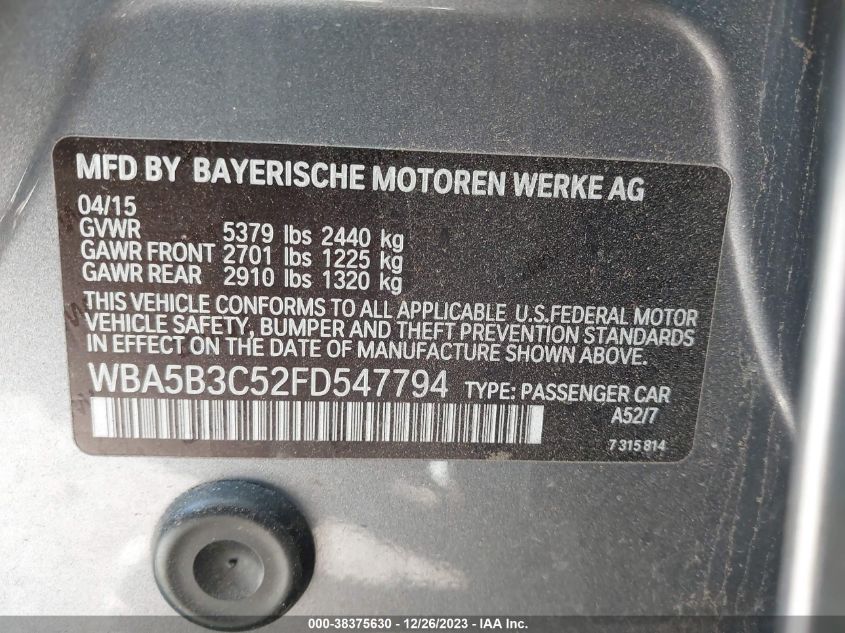 MFD BY BAYERISCHE MOTOREN WERKE AG
04/15
GVWR 5379 lbs 2440 kg
GAWR FRONT 2701 lbs 1225 kg
GAWR REAR 2910 lbs 1320 kg
THIS VEHICLE CONFORMS TO ALL APPLICABLE U.S.FEDERAL MOTOR
VEHICLE SAFETY, BUMPER AND THEFT PREVENTION STANDARDS
IN EFFECT ON THE DATE OF MANUFACTURE SHOWN ABOVE.
WBA5B3C52FD547794 TYPE: PASSENGER CAR
A52/7
7 315 814
000-38375630 - 12/26/2023 - IAA Inc.